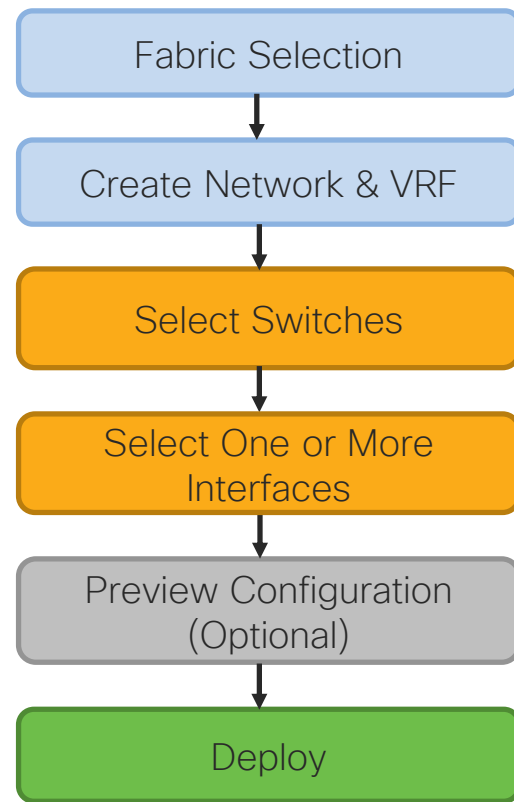 Fabric Selection
Create Network & VRF
Select Switches
Select One or More
Interfaces
Preview Configuration
(Optional)
Deploy